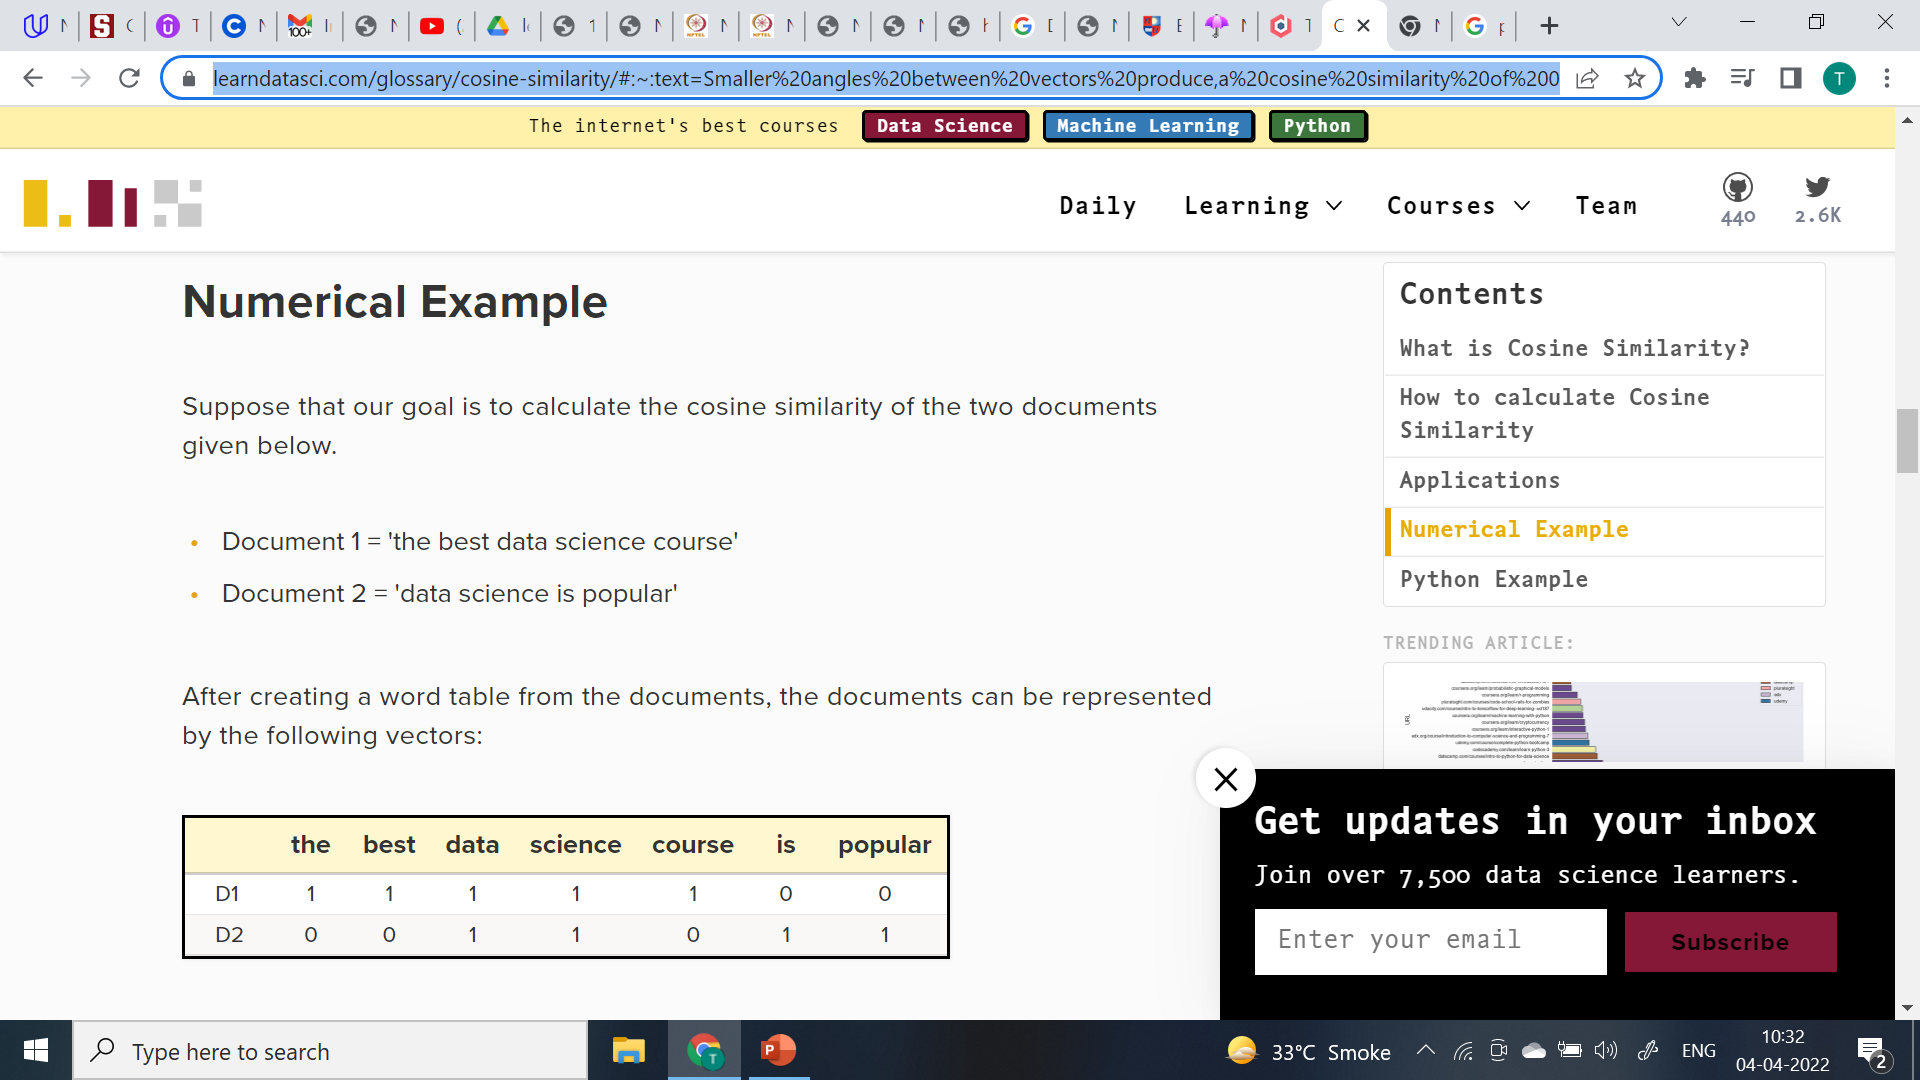 learndatasci.com/glossary/cosine-similarity/#:~:text=Smaller%20angles%20between%20vectors%20produce,a%20cosine%20similarity%20of%200
T
The internet's best courses Data Science Machine Learning Python
Daily Learning Courses Team
440 2.6K
Numerical Example
Suppose that our goal is to calculate the cosine similarity of the two documents
given below.
• Document 1 = 'the best data science course'
• Document 2 = 'data science is popular'
After creating a word table from the documents, the documents can be represented
by the following vectors:
the best data science course is popular
D1 1 1 1 1 1 0 0
D2 0 0 1 1 0 1 1
Contents
What is Cosine Similarity?
How to calculate Cosine
Similarity
Applications
Numerical Example
Python Example
TRENDING ARTICLE:
URL
Get updates in your inbox
Join over 7,500 data science learners.
Enter your email
Subscribe
Type here to search
33°C Smoke
ENG
10:32
04-04-2022
2